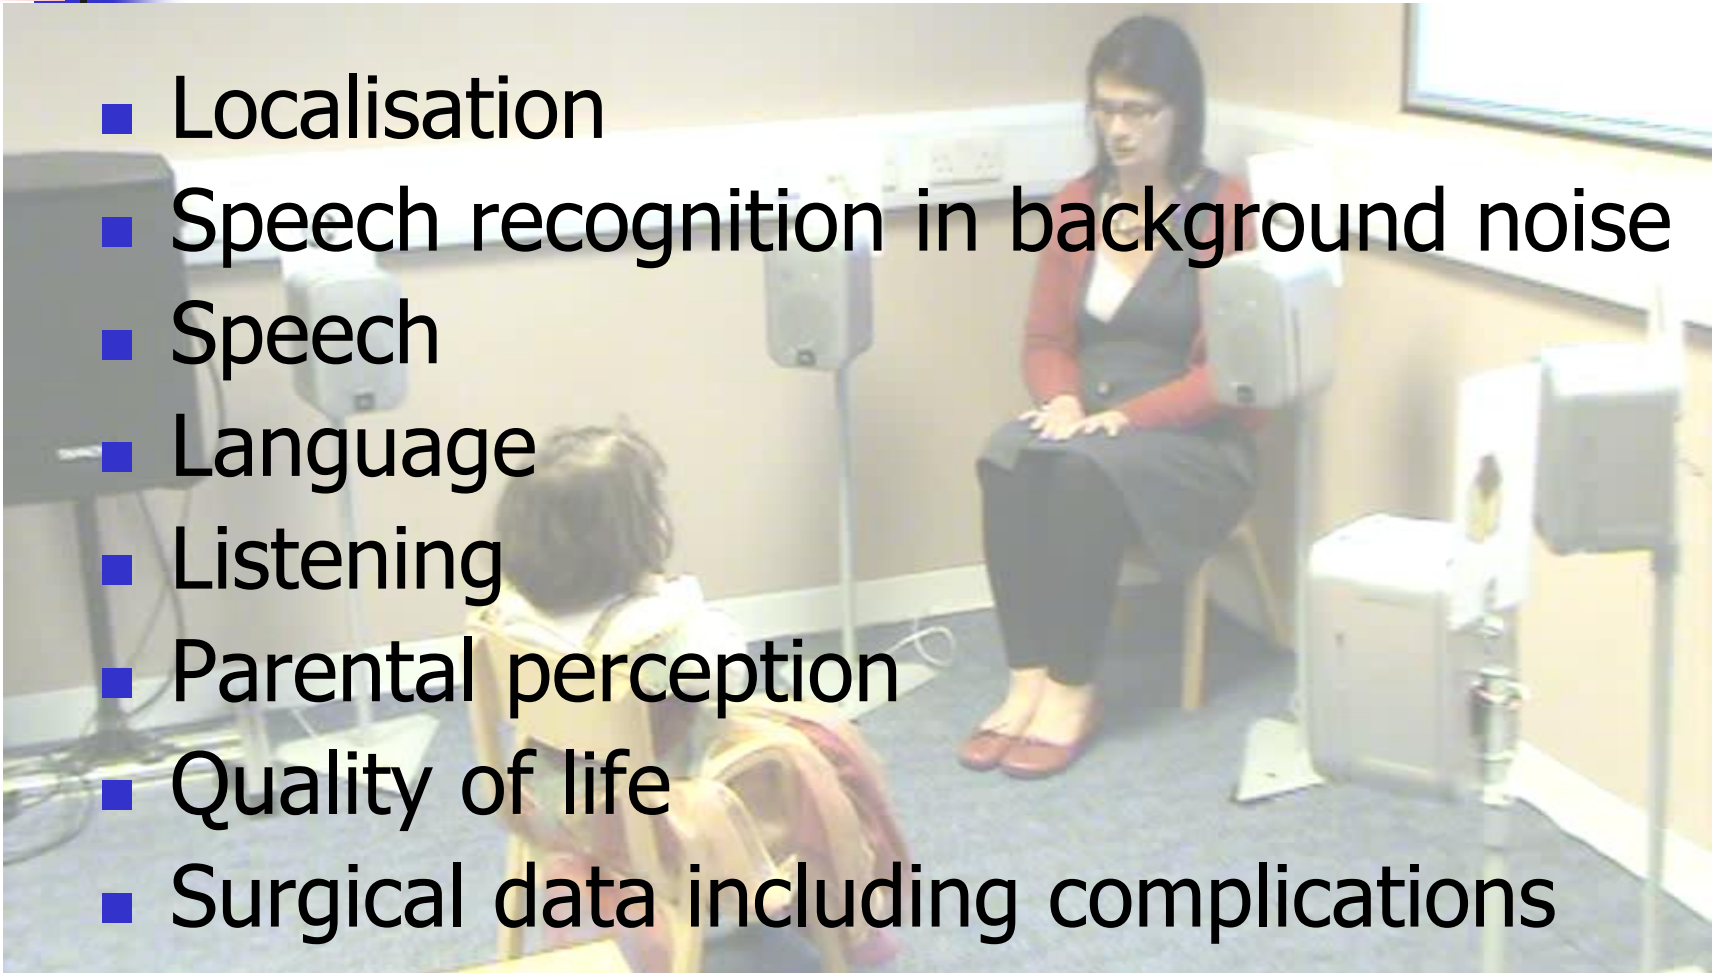 Localisation
Speech recognition in background noise
Speech
Language
Listening
Parental perception
Quality of life
Surgical data including complications